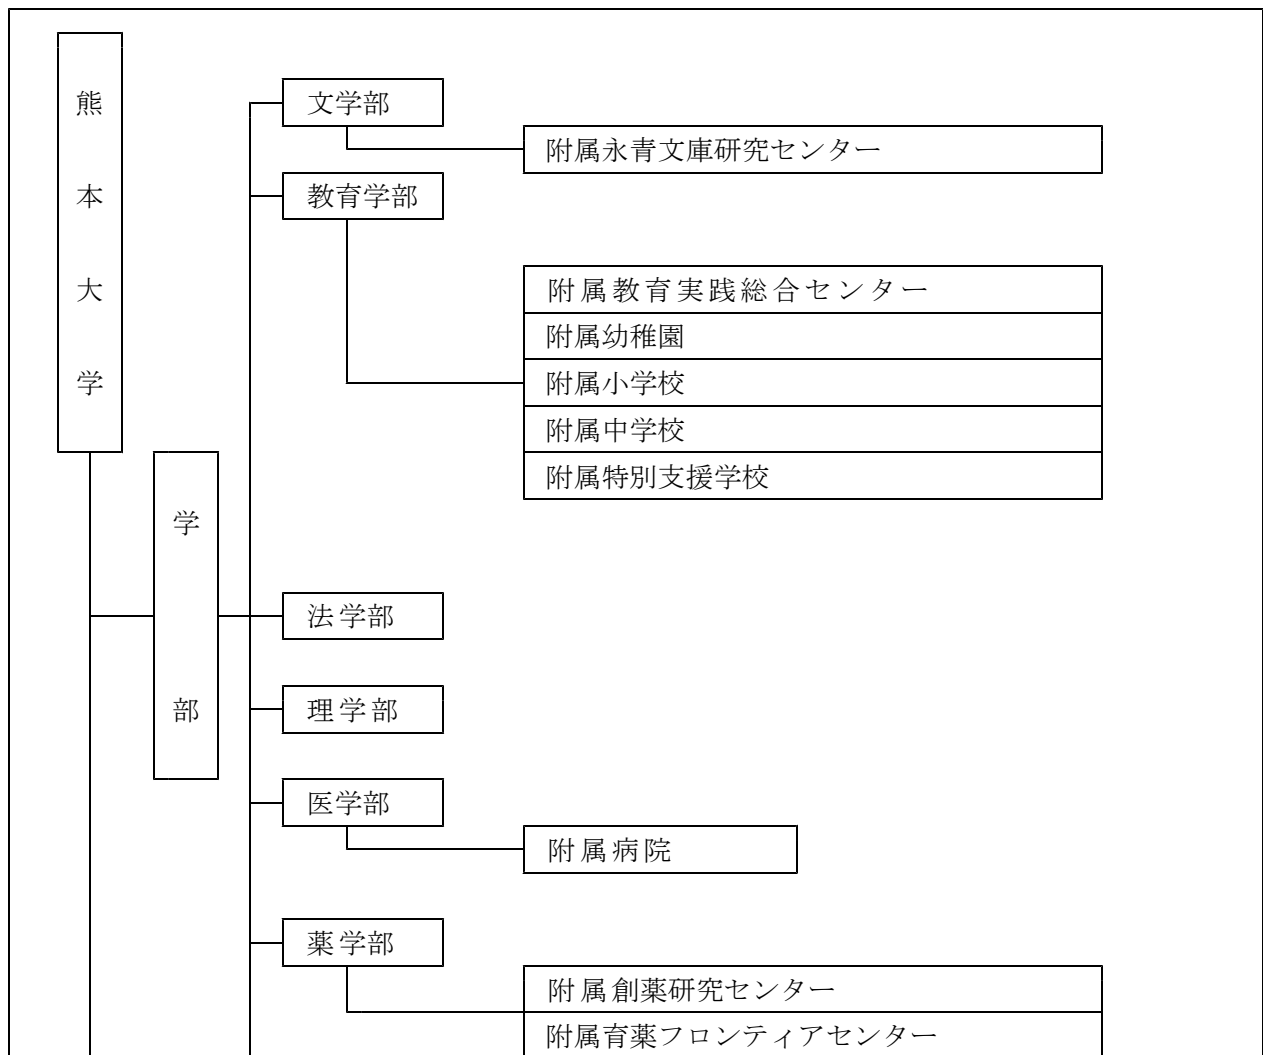 熊本大学
学部
文学部
附属永青文庫研究センター
教育学部
附属教育実践総合センター
附属幼稚園
附属小学校
附属中学校
附属特別支援学校
法学部
理学部
医学部
附属病院
薬学部
附属創薬研究センター
附属育薬フロンティアセンター